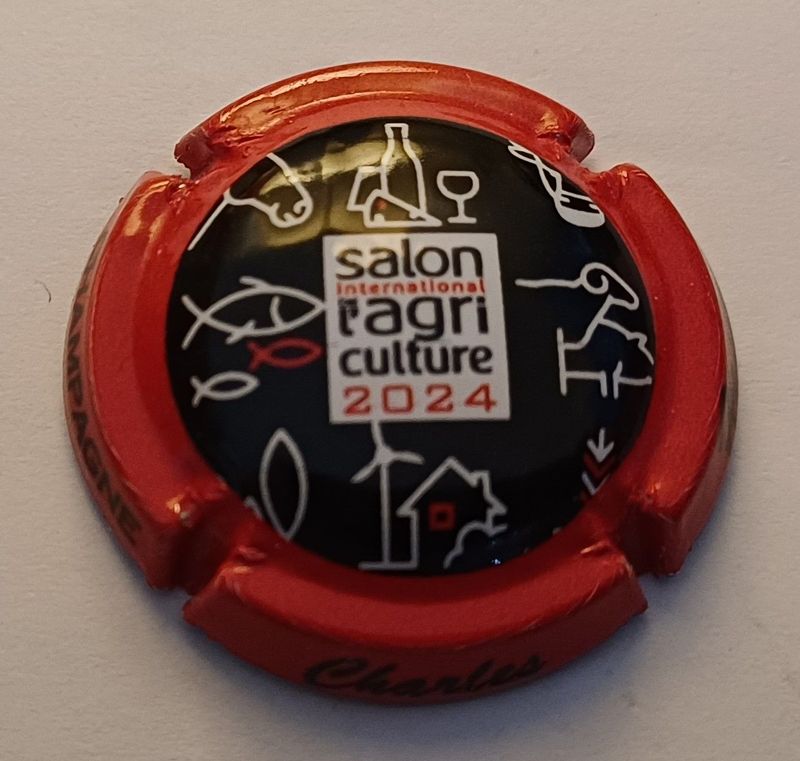 salon
international
de
l'agri
culture
2024
CHAMPAGNE
Charles